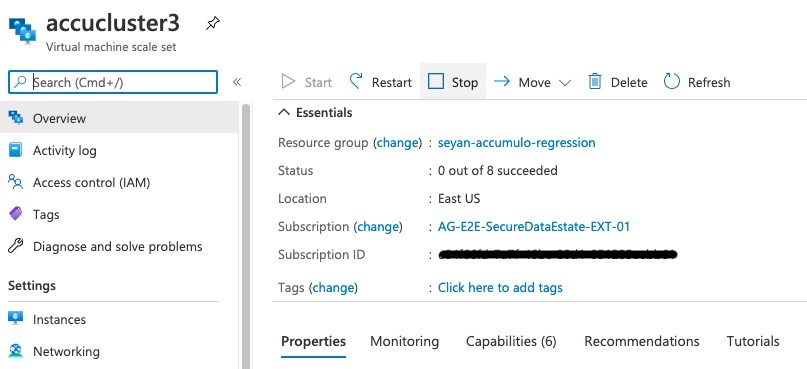 accucluster3
Virtual machine scale set
Search (Cmd+/)
«
Overview
Activity log
Access control (IAM)
Tags
Diagnose and solve problems
Settings
Instances
Networking
Start Restart Stop Move Delete Refresh
Essentials
Resource group (change) : seyan-accumulo-regression
Status : 0 out of 8 succeeded
Location : East US
Subscription (change) : AG-E2E-SecureDataEstate-EXT-01
Subscription ID :
Tags (change) : Click here to add tags
Properties Monitoring Capabilities (6) Recommendations Tutorials